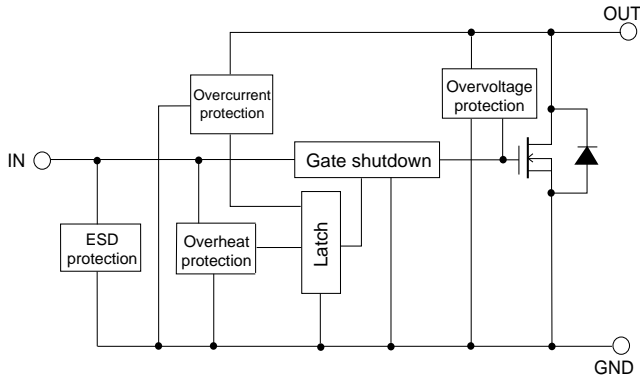 OUT
Overcurrent
protection
Overvoltage
protection
IN
Gate shutdown
ESD
protection
Overheat
protection
Latch
GND